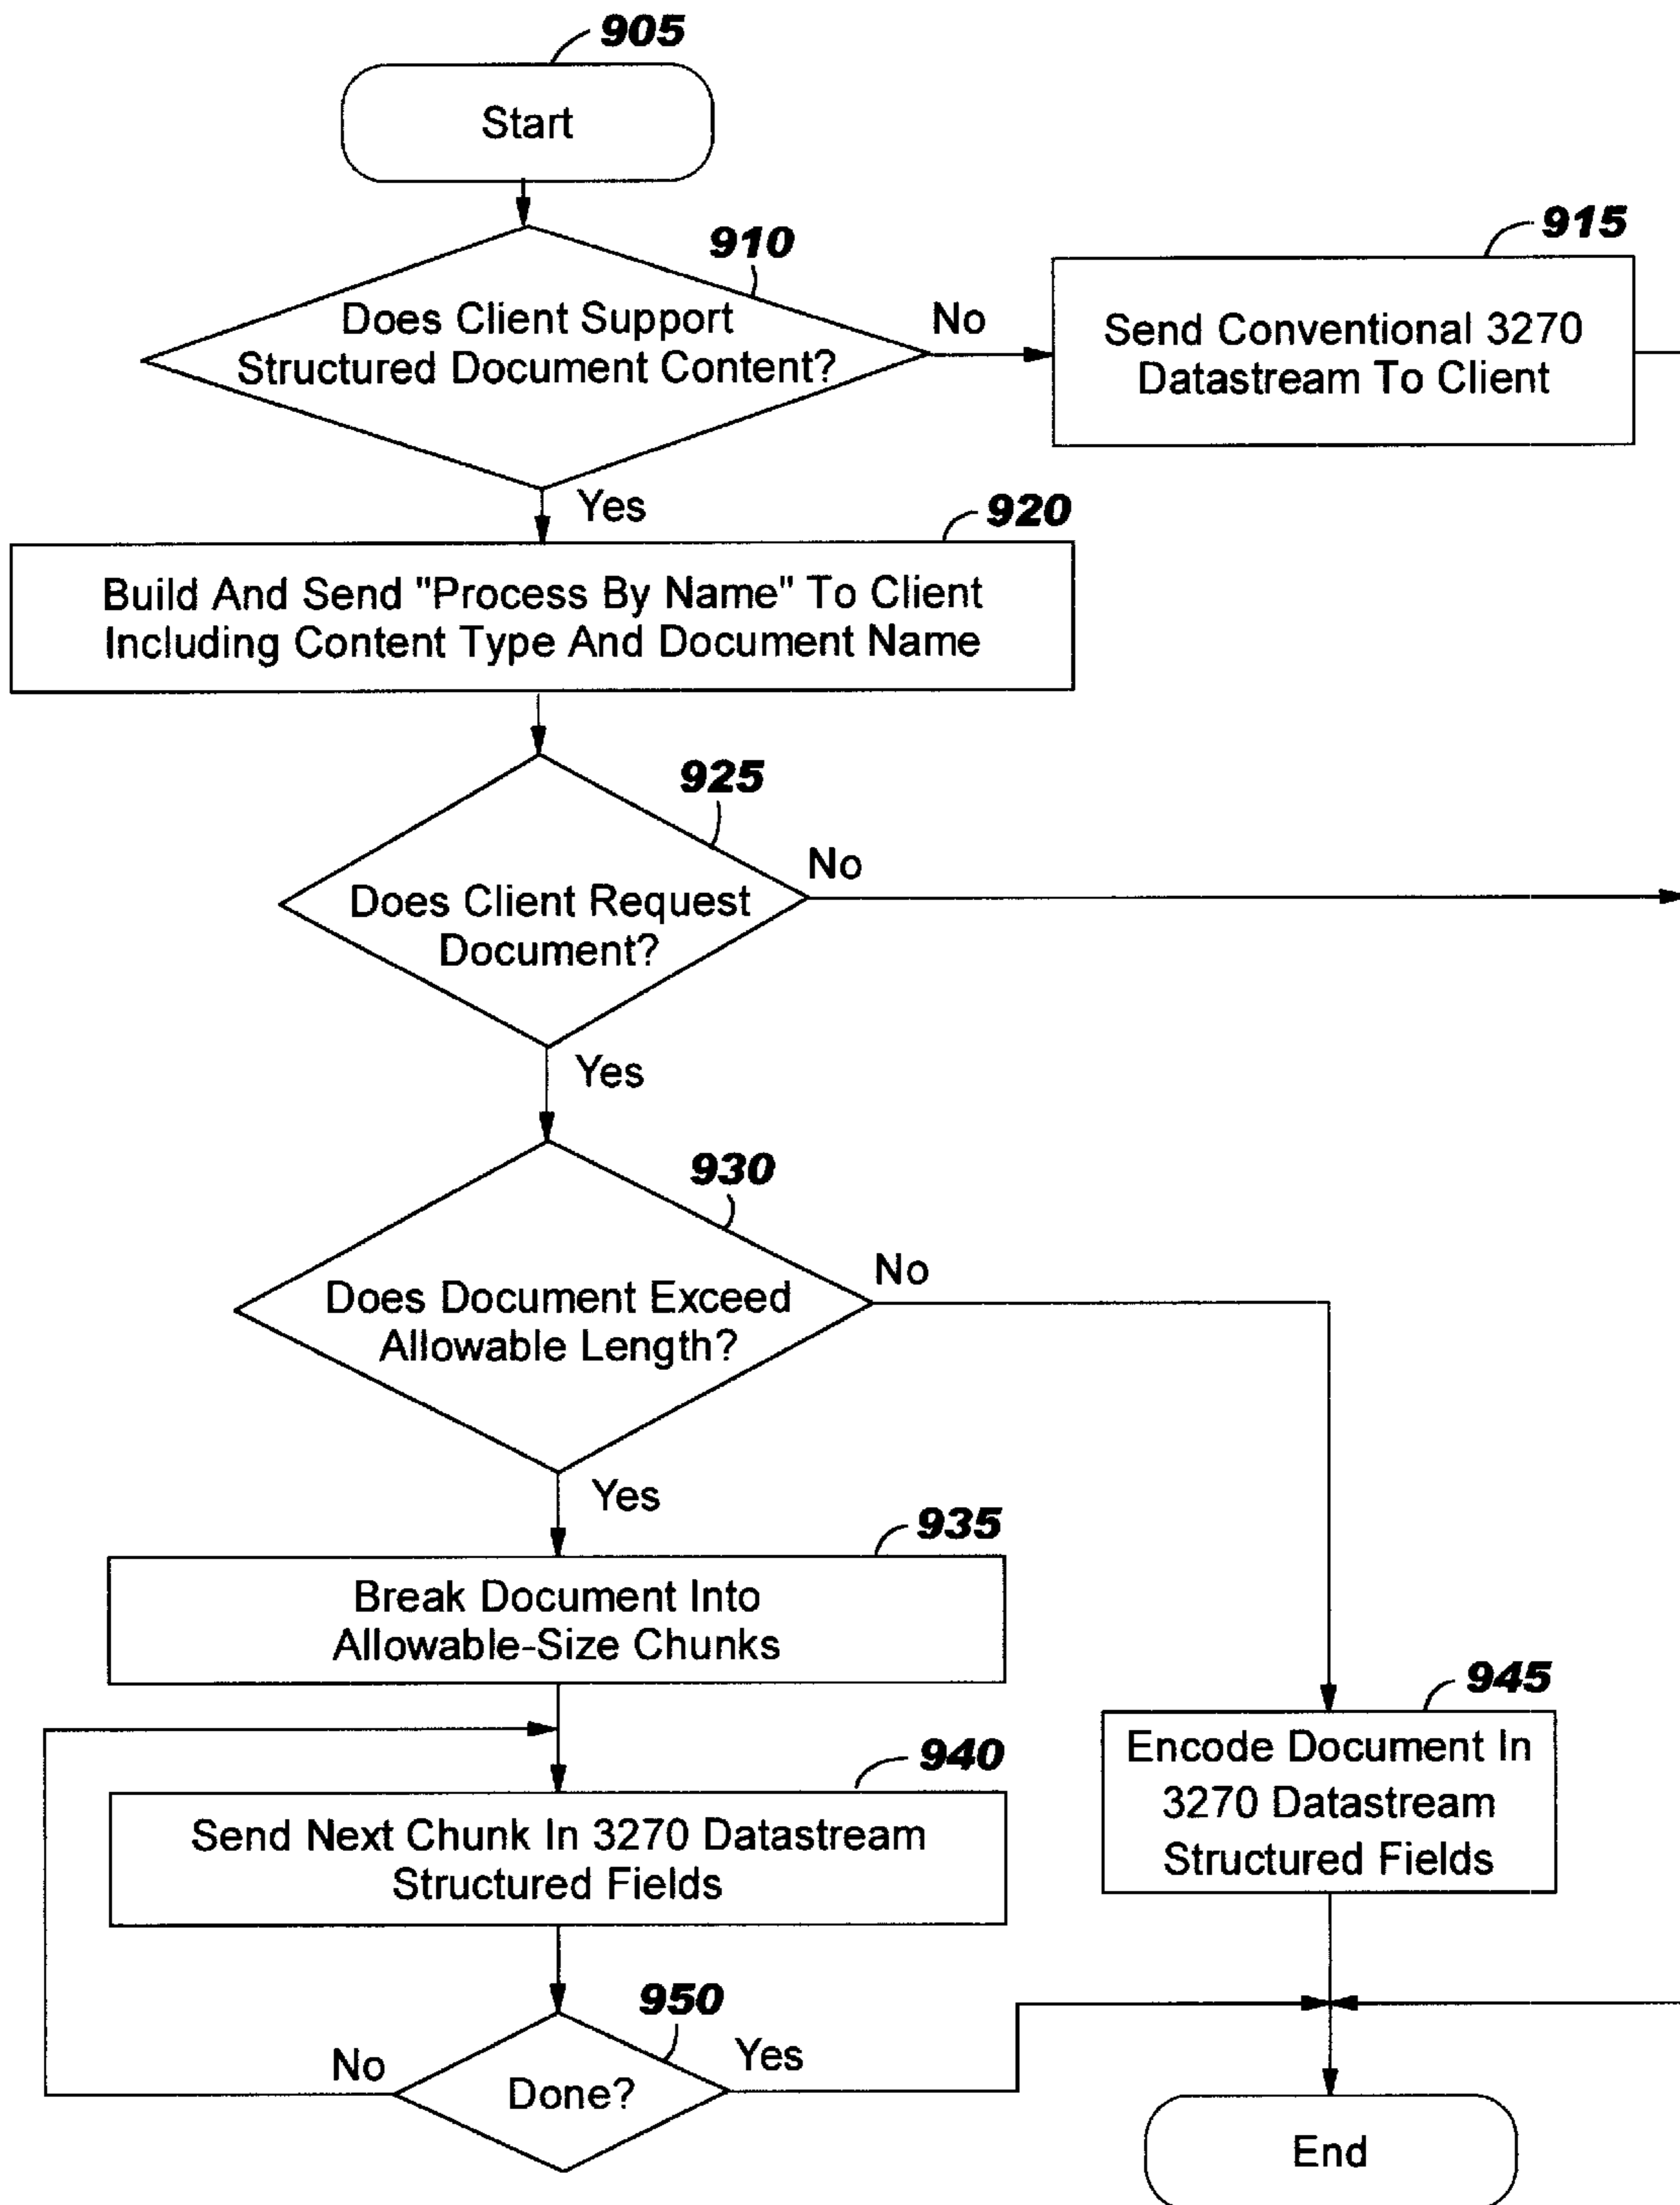 905
Start
910
Does Client Support
Structured Document Content?
No
915
Send Conventional 3270
Datastream To Client
Yes
920
Build And Send "Process By Name" To Client
Including Content Type And Document Name
925
Does Client Request
Document?
No
Yes
930
Does Document Exceed
Allowable Length?
No
Yes
935
Break Document Into
Allowable-Size Chunks
945
Encode Document In
3270 Datastream
Structured Fields
940
Send Next Chunk In 3270 Datastream
Structured Fields
950
Done?
No
Yes
End